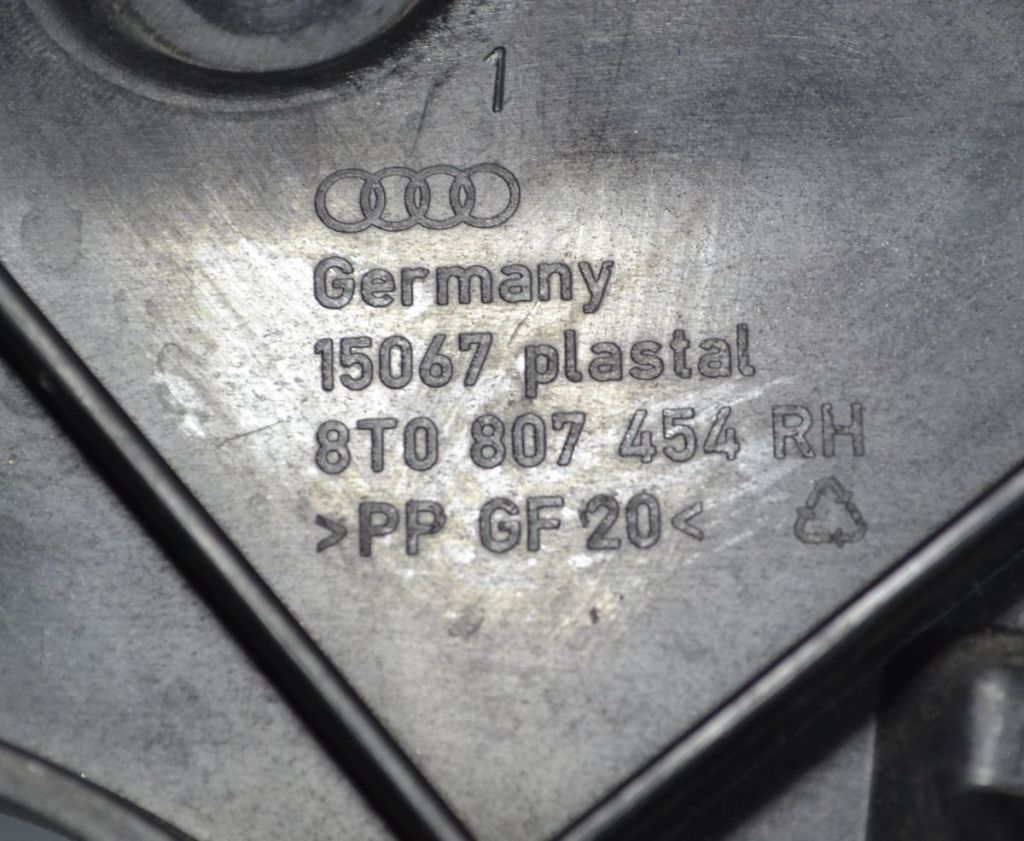 1
Germany
15067 plastal
8T0 807 454 RH
>PP GF 20<